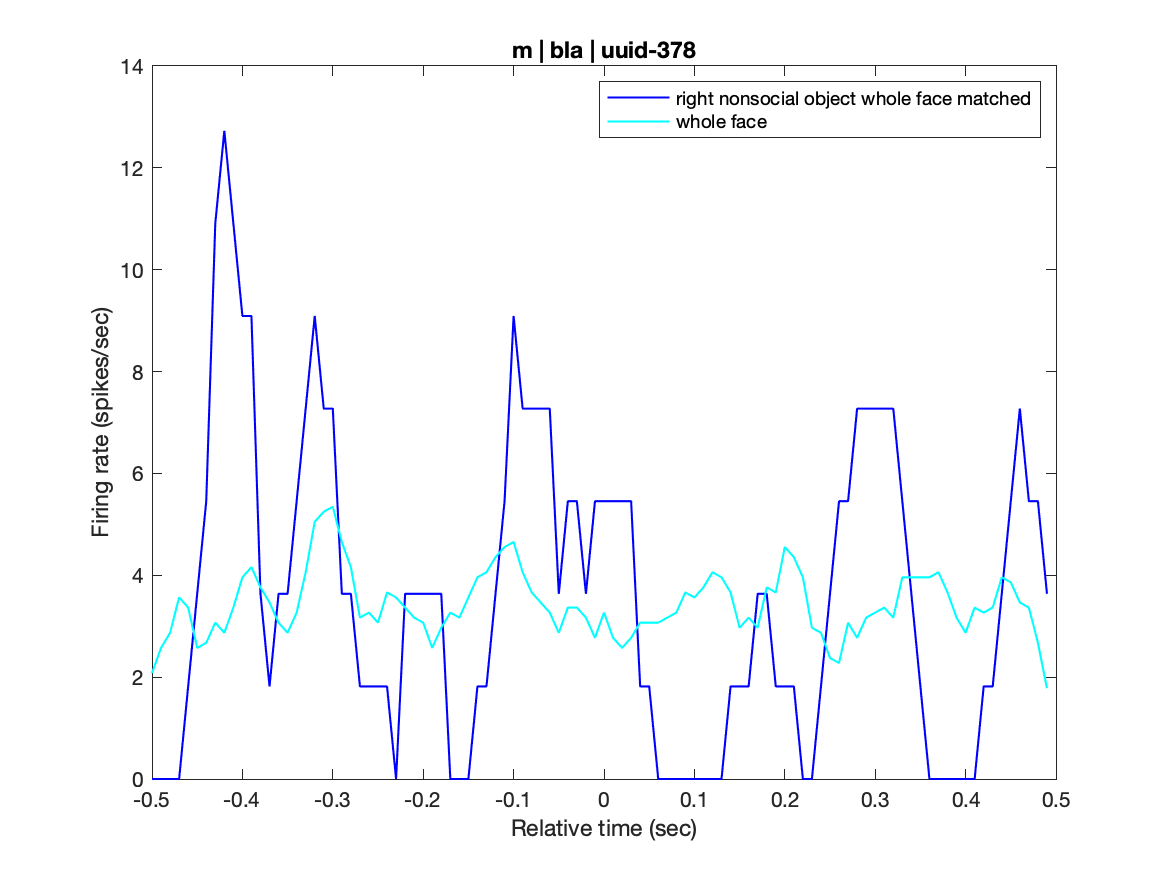 m | bla | uuid-378
right nonsocial object whole face matched
whole face
Firing rate (spikes/sec)
14
12
10
8
6
4
2
0
-0.5 -0.4 -0.3 -0.2 -0.1 0 0.1 0.2 0.3 0.4 0.5
Relative time (sec)